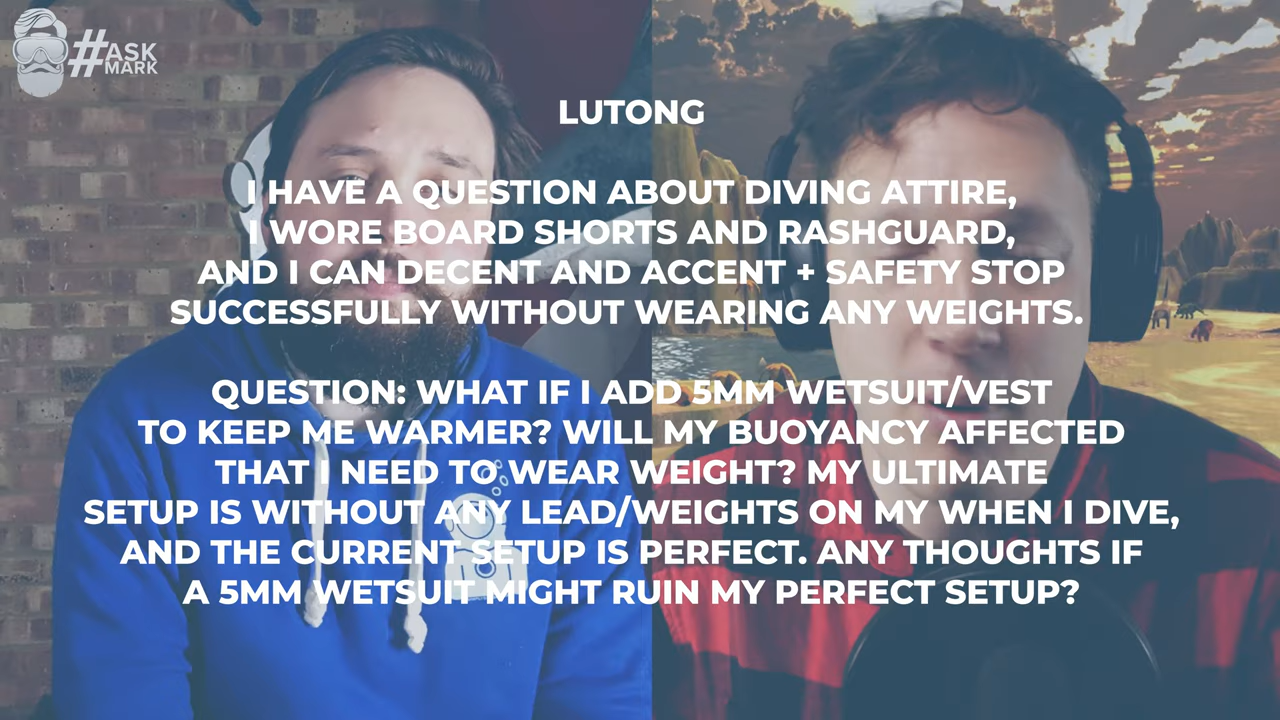 #ASK
MARK
LUTONG
I HAVE A QUESTION ABOUT DIVING ATTIRE,
I WORE BOARD SHORTS AND RASHGUARD,
AND I CAN DECENT AND ACCENT + SAFETY STOP
SUCCESSFULLY WITHOUT WEARING ANY WEIGHTS.
QUESTION: WHAT IF I ADD 5MM WETSUIT/VEST
TO KEEP ME WARMER? WILL MY BUOYANCY AFFECTED
THAT I NEED TO WEAR WEIGHT? MY ULTIMATE
SETUP IS WITHOUT ANY LEAD/WEIGHTS ON MY WHEN I DIVE,
AND THE CURRENT SETUP IS PERFECT. ANY THOUGHTS IF
A 5MM WETSUIT MIGHT RUIN MY PERFECT SETUP?